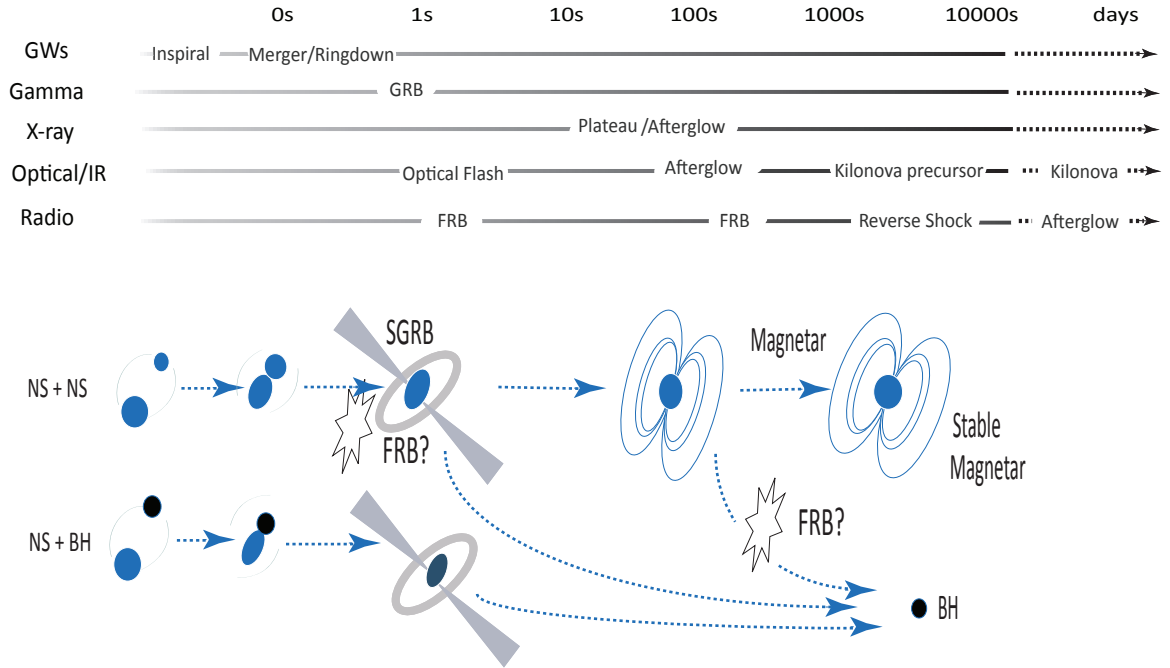 0s 1s 10s 100s 1000s 10000s days
GWs Inspiral Merger/Ringdown
Gamma GRB
X-ray Plateau /Afterglow
Optical/IR Optical Flash Afterglow Kilonova precursor Kilonova
Radio FRB FRB Reverse Shock Afterglow
SGRB
Magnetar
NS + NS
Stable
Magnetar
FRB?
NS + BH
FRB?
BH